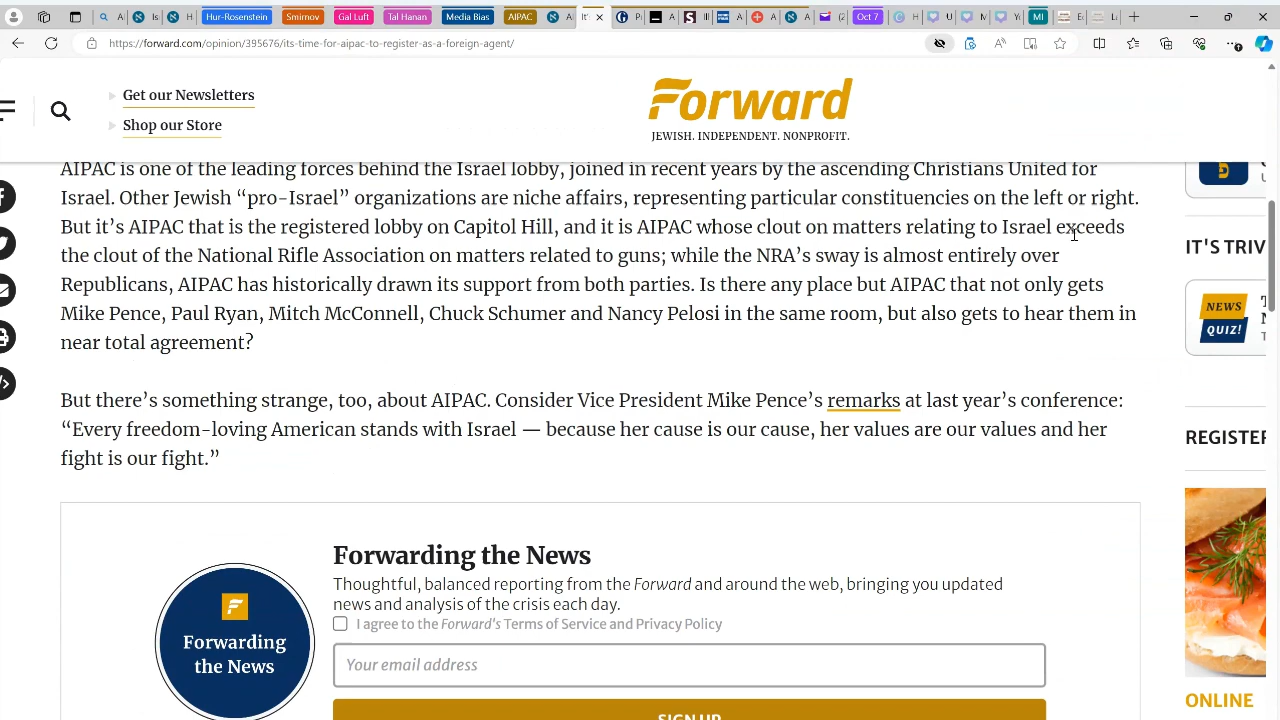 Hur-Rosenstein
Smirnov
Gal Luft
Tal Hanan
Media Bias
AIPAC
Oct 7
MI
https://forward.com/opinion/395676/its-time-for-aipac-to-register-as-a-foreign-agent/
Get our Newsletters
Shop our Store
Forward
JEWISH. INDEPENDENT. NONPROFIT.
AIPAC is one of the leading forces behind the Israel lobby, joined in recent years by the ascending Christians United for
Israel. Other Jewish “pro-Israel” organizations are niche affairs, representing particular constituencies on the left or right.
But it’s AIPAC that is the registered lobby on Capitol Hill, and it is AIPAC whose clout on matters relating to Israel exceeds
the clout of the National Rifle Association on matters related to guns; while the NRA’s sway is almost entirely over
Republicans, AIPAC has historically drawn its support from both parties. Is there any place but AIPAC that not only gets
Mike Pence, Paul Ryan, Mitch McConnell, Chuck Schumer and Nancy Pelosi in the same room, but also gets to hear them in
near total agreement?
But there’s something strange, too, about AIPAC. Consider Vice President Mike Pence’s remarks at last year’s conference:
“Every freedom-loving American stands with Israel — because her cause is our cause, her values are our values and her
fight is our fight.”
IT'S TRIV
NEWS
QUIZ!
REGISTER
ONLINE
Forwarding the News
Thoughtful, balanced reporting from the Forward and around the web, bringing you updated
news and analysis of the crisis each day.
I agree to the Forward's Terms of Service and Privacy Policy
Forwarding
the News
Your email address
SIGN UP